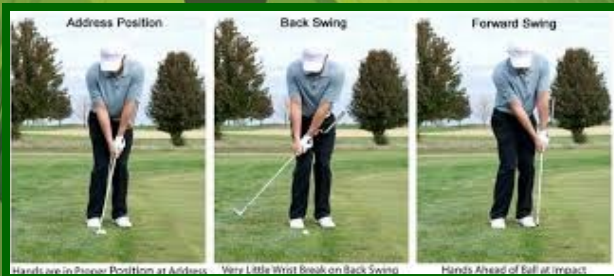 Address Position
Back Swing
Forward Swing
Hands are in Proper Position at Address
Very Little Wrist Break on Back Swing
Hands Ahead of Ball at Impact